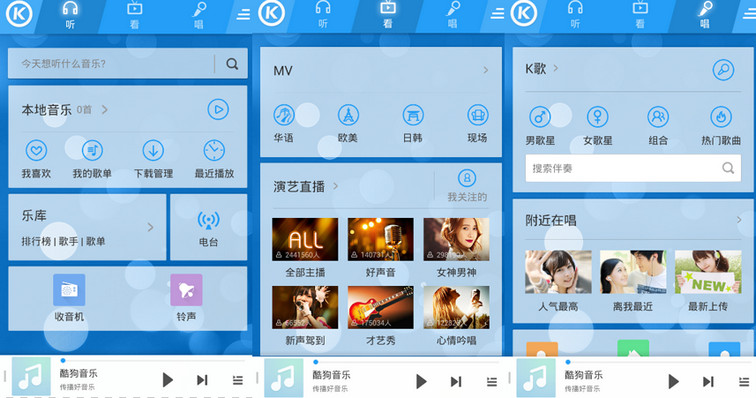 K
听
看
唱
今天想听什么音乐?
本地音乐 0首
我喜欢
我的歌单
下载管理
最近播放
乐库
排行榜 | 歌手 | 歌单
电台
收音机
铃声
酷狗音乐
传播好音乐
听
看
唱
MV
华语
欧美
日韩
现场
演艺直播
我关注的
ALL
2441560人
140731人
全部主播
好声音
女神男神
175034人
新声驾到
才艺秀
心情吟唱
酷狗音乐
传播好音乐
K
听
看
唱
K歌
男歌星
女歌星
组合
热门歌曲
搜索伴奏
附近在唱
NEW
人气最高
离我最近
最新上传
酷狗音乐
传播好音乐